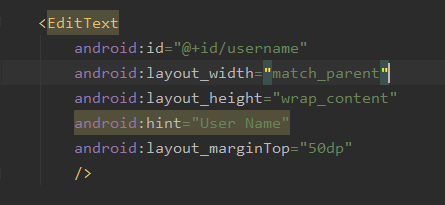 <EditText
android:id="@+id/username"
android:layout_width="match_parent"
android:layout_height="wrap_content"
android:hint="User Name"
android:layout_marginTop="50dp"
/>